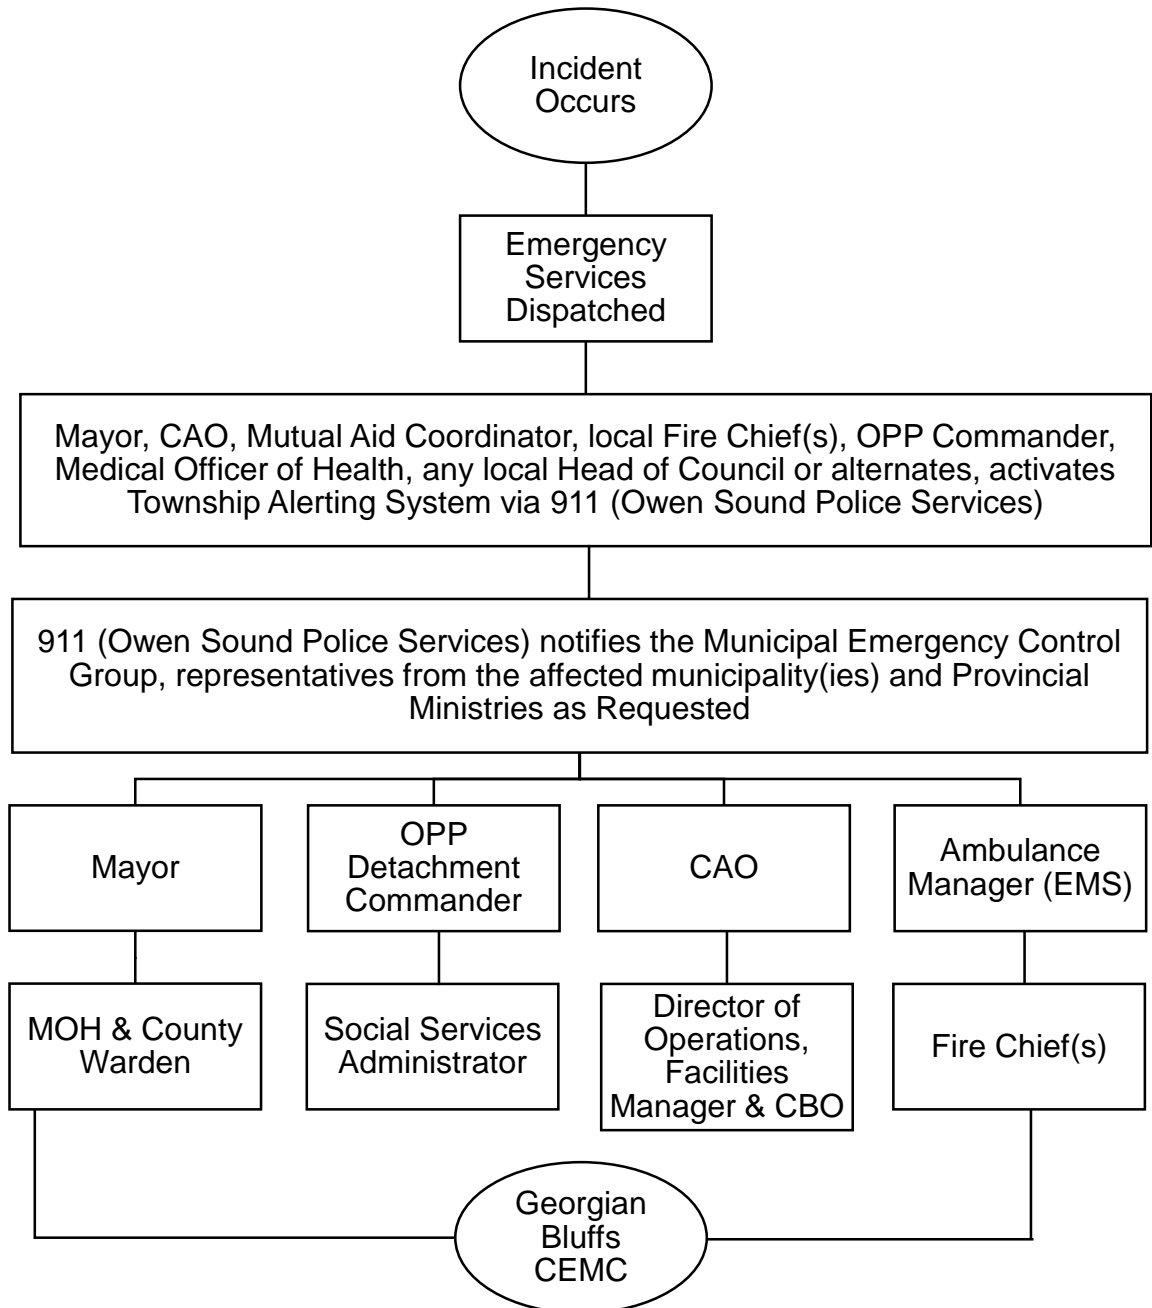 Incident
Occurs
Emergency
Services
Dispatched
Mayor, CAO, Mutual Aid Coordinator, local Fire Chief(s), OPP Commander,
Medical Officer of Health, any local Head of Council or alternates, activates
Township Alerting System via 911 (Owen Sound Police Services)
911 (Owen Sound Police Services) notifies the Municipal Emergency Control
Group, representatives from the affected municipality(ies) and Provincial
Ministries as Requested
Mayor
OPP
Detachment
Commander
CAO
Ambulance
Manager (EMS)
MOH & County
Warden
Social Services
Administrator
Director of
Operations,
Facilities
Manager & CBO
Fire Chief(s)
Georgian
Bluffs
CEMC